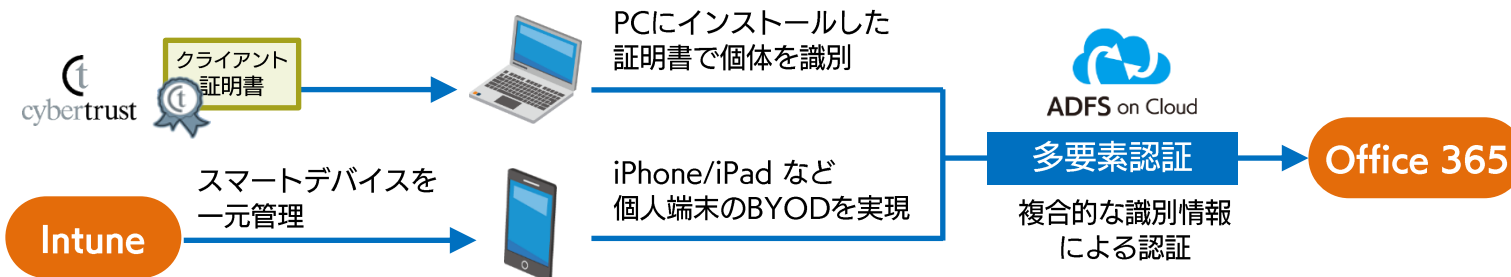 cybertrust
クライアント
証明書
PCにインストールした
証明書で個体を識別
Intune
スマートデバイスを
一元管理
iPhone/iPad など
個人端末のBYODを実現
ADFS on Cloud
多要素認証
複合的な識別情報
による認証
Office 365